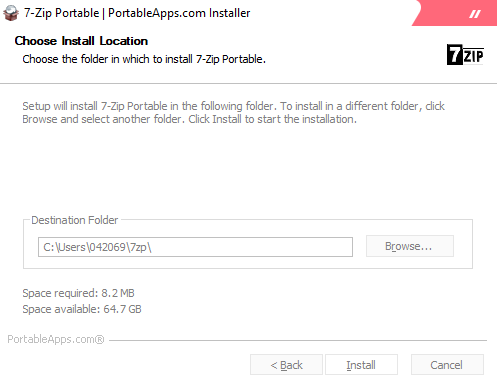 7-Zip Portable | PortableApps.com Installer
Choose Install Location
Choose the folder in which to install 7-Zip Portable.
7ZIP
Setup will install 7-Zip Portable in the following folder. To install in a different folder, click
Browse and select another folder. Click Install to start the installation.
Destination Folder
C:\Users\042069\7zp\
Browse...
Space required: 8.2 MB
Space available: 64.7 GB
PortableApps.com®
< Back Install Cancel